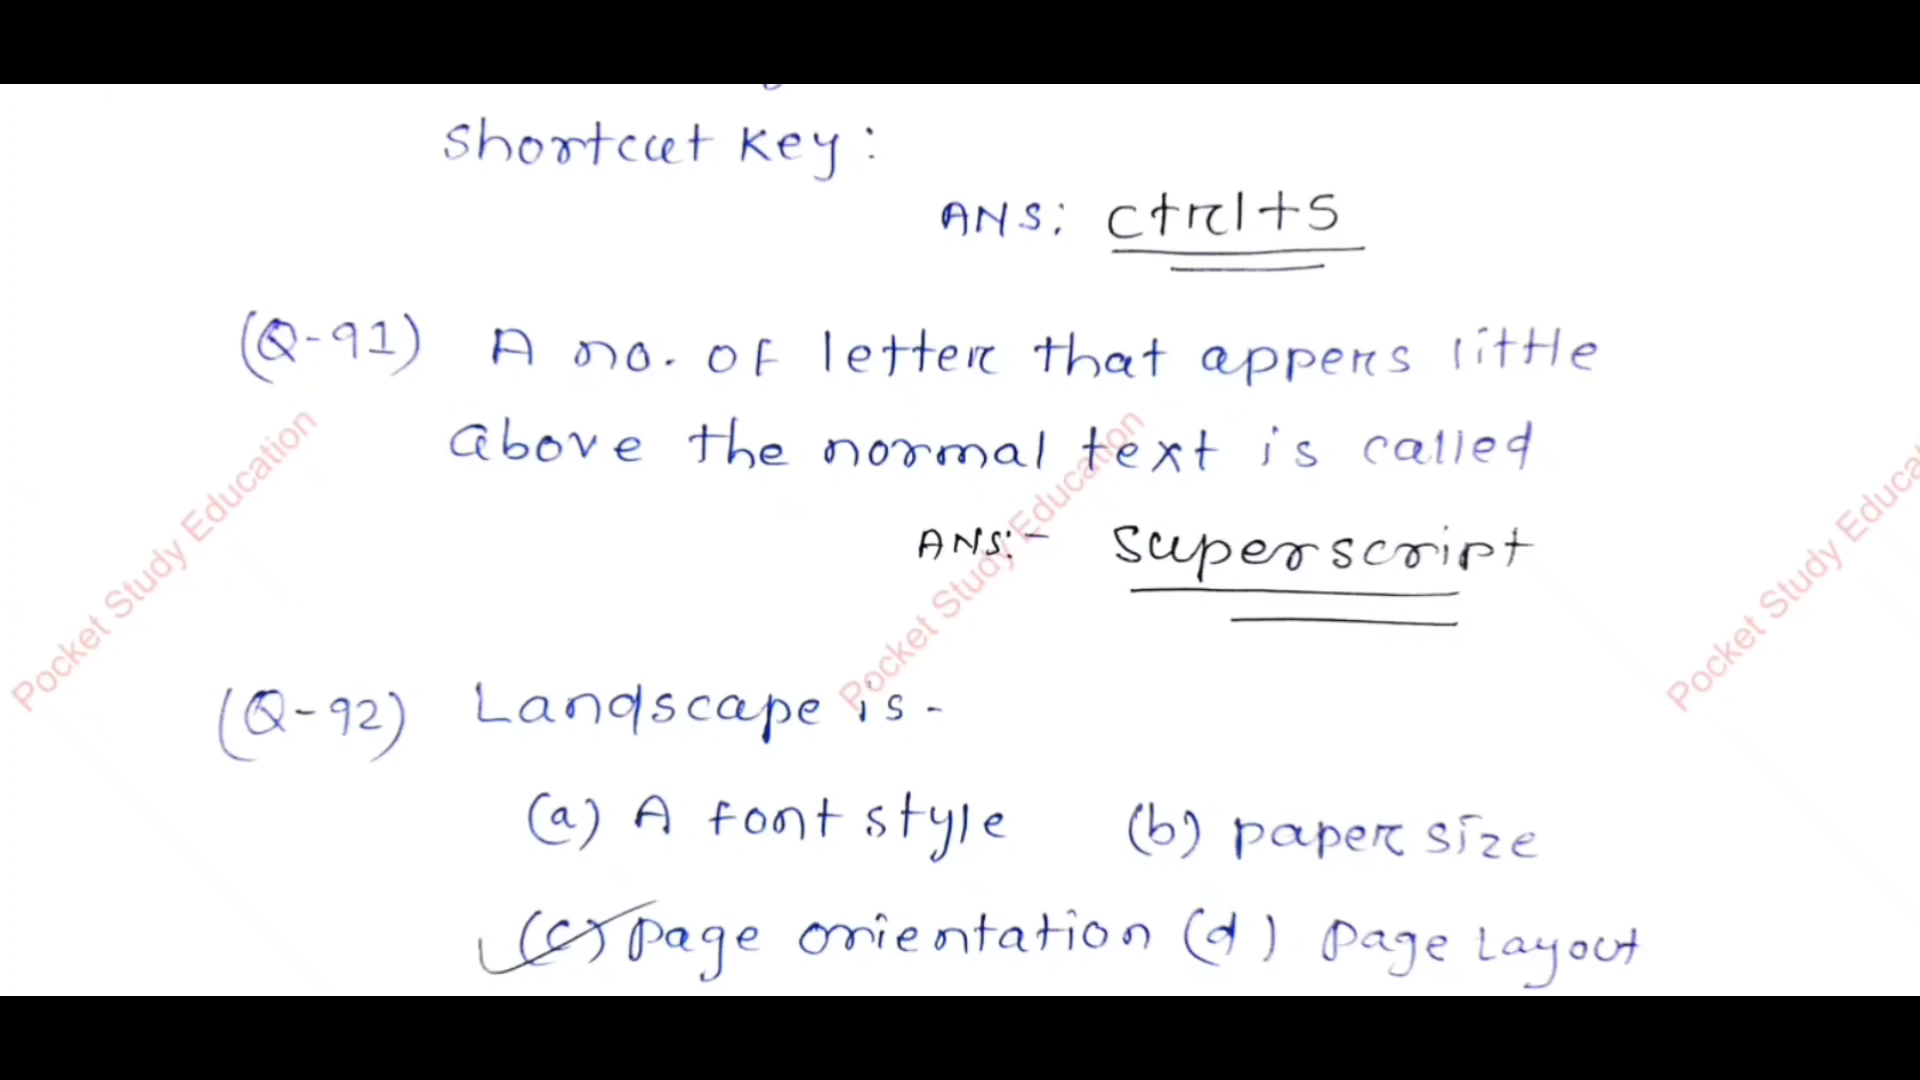 shortcut key:
ANS: ctrl+S
(Q-91) A no. of letter that appers little
above the normal text is called
ANS:- superscript
(Q-92) Landscape is -
(a) A font style (b) paper size
(c) page orientation (d) page layout
Pocket Study Education
Pocket Study Education
Pocket Study Educa